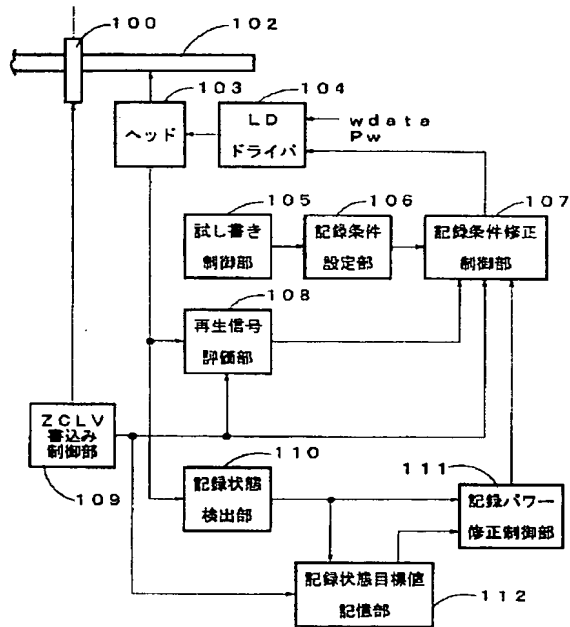 100
102
103
104
ヘッド
LD
ドライバ
wdata
Pw
105
106
107
試し書き
制御部
記録条件
設定部
記録条件修正
制御部
108
再生信号
評価部
ZCLV
書込み
制御部
109
110
記録状態
検出部
111
記録パワー
修正制御部
記録状態目標値
記憶部
112